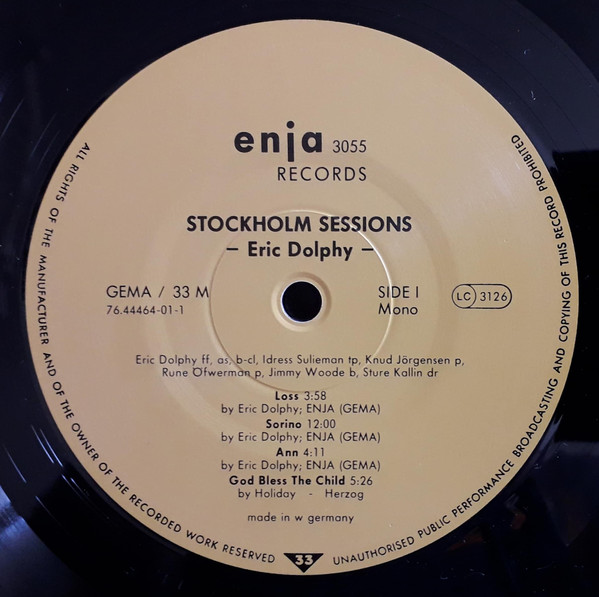 enja 3055
RECORDS
STOCKHOLM SESSIONS
– Eric Dolphy –
GEMA / 33 M
76.44464-01-1
SIDE I
Mono
LC 3126
Eric Dolphy ff, as, b-cl, Idress Sulieman tp, Knud Jörgensen p,
Rune Öfwerman p, Jimmy Woode b, Sture Kallin dr
Loss 3:58
by Eric Dolphy; ENJA (GEMA)
Sorino 12:00
by Eric Dolphy; ENJA (GEMA)
Ann 4:11
by Eric Dolphy; ENJA (GEMA)
God Bless The Child 5:26
by Holiday - Herzog
made in w germany
33
ALL RIGHTS OF THE MANUFACTURER AND OF THE OWNER OF THE RECORDED WORK RESERVED
UNAUTHORISED PUBLIC PERFORMANCE BROADCASTING AND COPYING OF THIS RECORD PROHIBITED